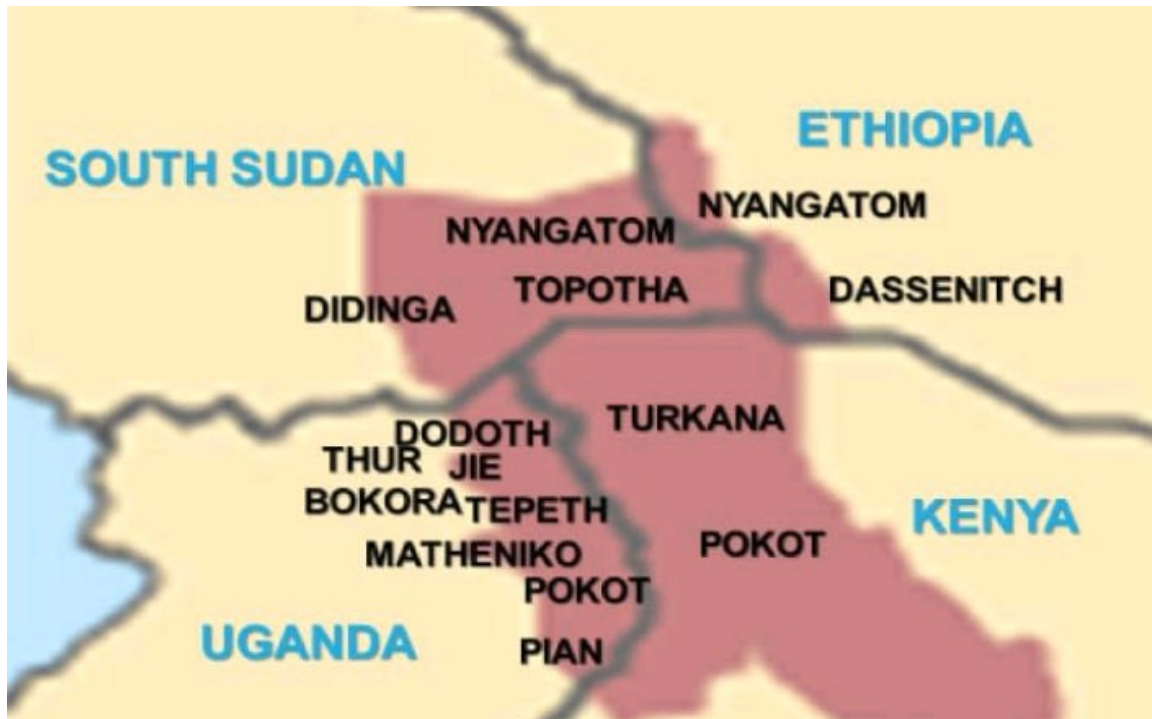 ETHIOPIA
SOUTH SUDAN
NYANGATOM
NYANGATOM
TOPOTHA
DASSENITCH
DIDINGA
TURKANA
DODOTH
THUR
JIE
BOKORA
TEPETH
KENYA
MATHENIKO
POKOT
POKOT
UGANDA
PIAN